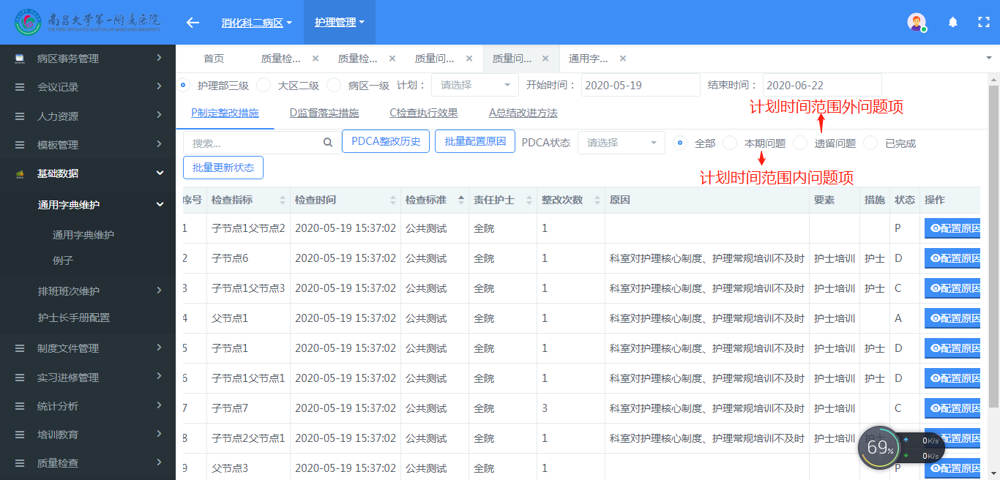 南昌大学第一附属医院
THE FIRST AFFILIATED HOSPITAL OF NANCHANG UNIVERSITY
消化科二病区
护理管理
病区事务管理
会议记录
人力资源
模板管理
基础数据
通用字典维护
通用字典维护
例子
排班班次维护
护士长手册配置
制度文件管理
实习进修管理
统计分析
培训教育
质量检查
首页 质量检... 质量检... 质量问... 质量问... 通用字...
护理部三级 大区二级 病区一级 计划： 请选择 开始时间： 2020-05-19 结束时间： 2020-06-22
计划时间范围外问题项
P制定整改措施 D监督落实措施 C检查执行效果 A总结改进方法
搜索... PDCA整改历史 批量配置原因 PDCA状态 请选择 全部 本期问题 遗留问题 已完成
批量更新状态
计划时间范围内问题项
序号 检查指标 检查时间 检查标准 责任护士 整改次数 原因 要素 措施 状态 操作
1 子节点1父节点2 2020-05-19 15:37:02 公共测试 全院 1 P 配置原因
2 子节点6 2020-05-19 15:37:02 公共测试 全院 1 科室对护理核心制度、护理常规培训不及时 护士培训 护士 D 配置原因
3 子节点1父节点3 2020-05-19 15:37:02 公共测试 全院 1 科室对护理核心制度、护理常规培训不及时 护士培训 护士 C 配置原因
4 父节点1 2020-05-19 15:37:02 公共测试 全院 1 科室对护理核心制度、护理常规培训不及时 护士培训 A 配置原因
5 子节点1 2020-05-19 15:37:02 公共测试 全院 1 科室对护理核心制度、护理常规培训不及时 护士培训 护士 D 配置原因
6 子节点1父节点1 2020-05-19 15:37:02 公共测试 全院 1 科室对护理核心制度、护理常规培训不及时 护士培训 护士 D 配置原因
7 子节点7 2020-05-19 15:37:02 公共测试 全院 3 科室对护理核心制度、护理常规培训不及时 护士培训 C 配置原因
8 子节点2父节点1 2020-05-19 15:37:02 公共测试 全院 1 科室对护理核心制度、护理常规培训不及时 护士培训 护士 配置原因
9 父节点3 2020-05-19 15:37:02 公共测试 全院 1 P 配置原因
69%
0K/s
0K/s